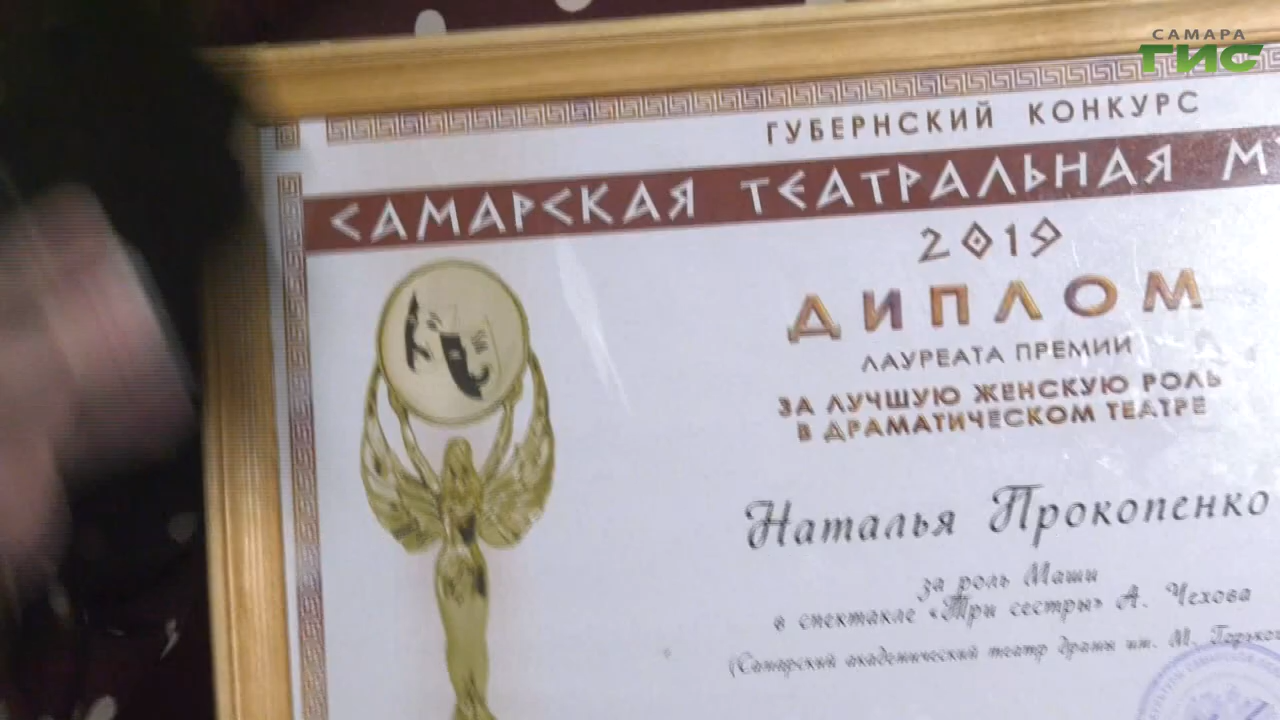 САМАРА
ГИС
ГУБЕРНСКИЙ КОНКУРС
САМАРСКАЯ ТЕАТРАЛЬНАЯ М
2019
ДИПЛОМ
ЛАУРЕАТА ПРЕМИИ
ЗА ЛУЧШУЮ ЖЕНСКУЮ РОЛЬ
В ДРАМАТИЧЕСКОМ ТЕАТРЕ
Наталья Прокопенко
за роль Маши
в спектакле «Три сестры» А. Чехова
(Самарский академический театр драмы им. М. Горько